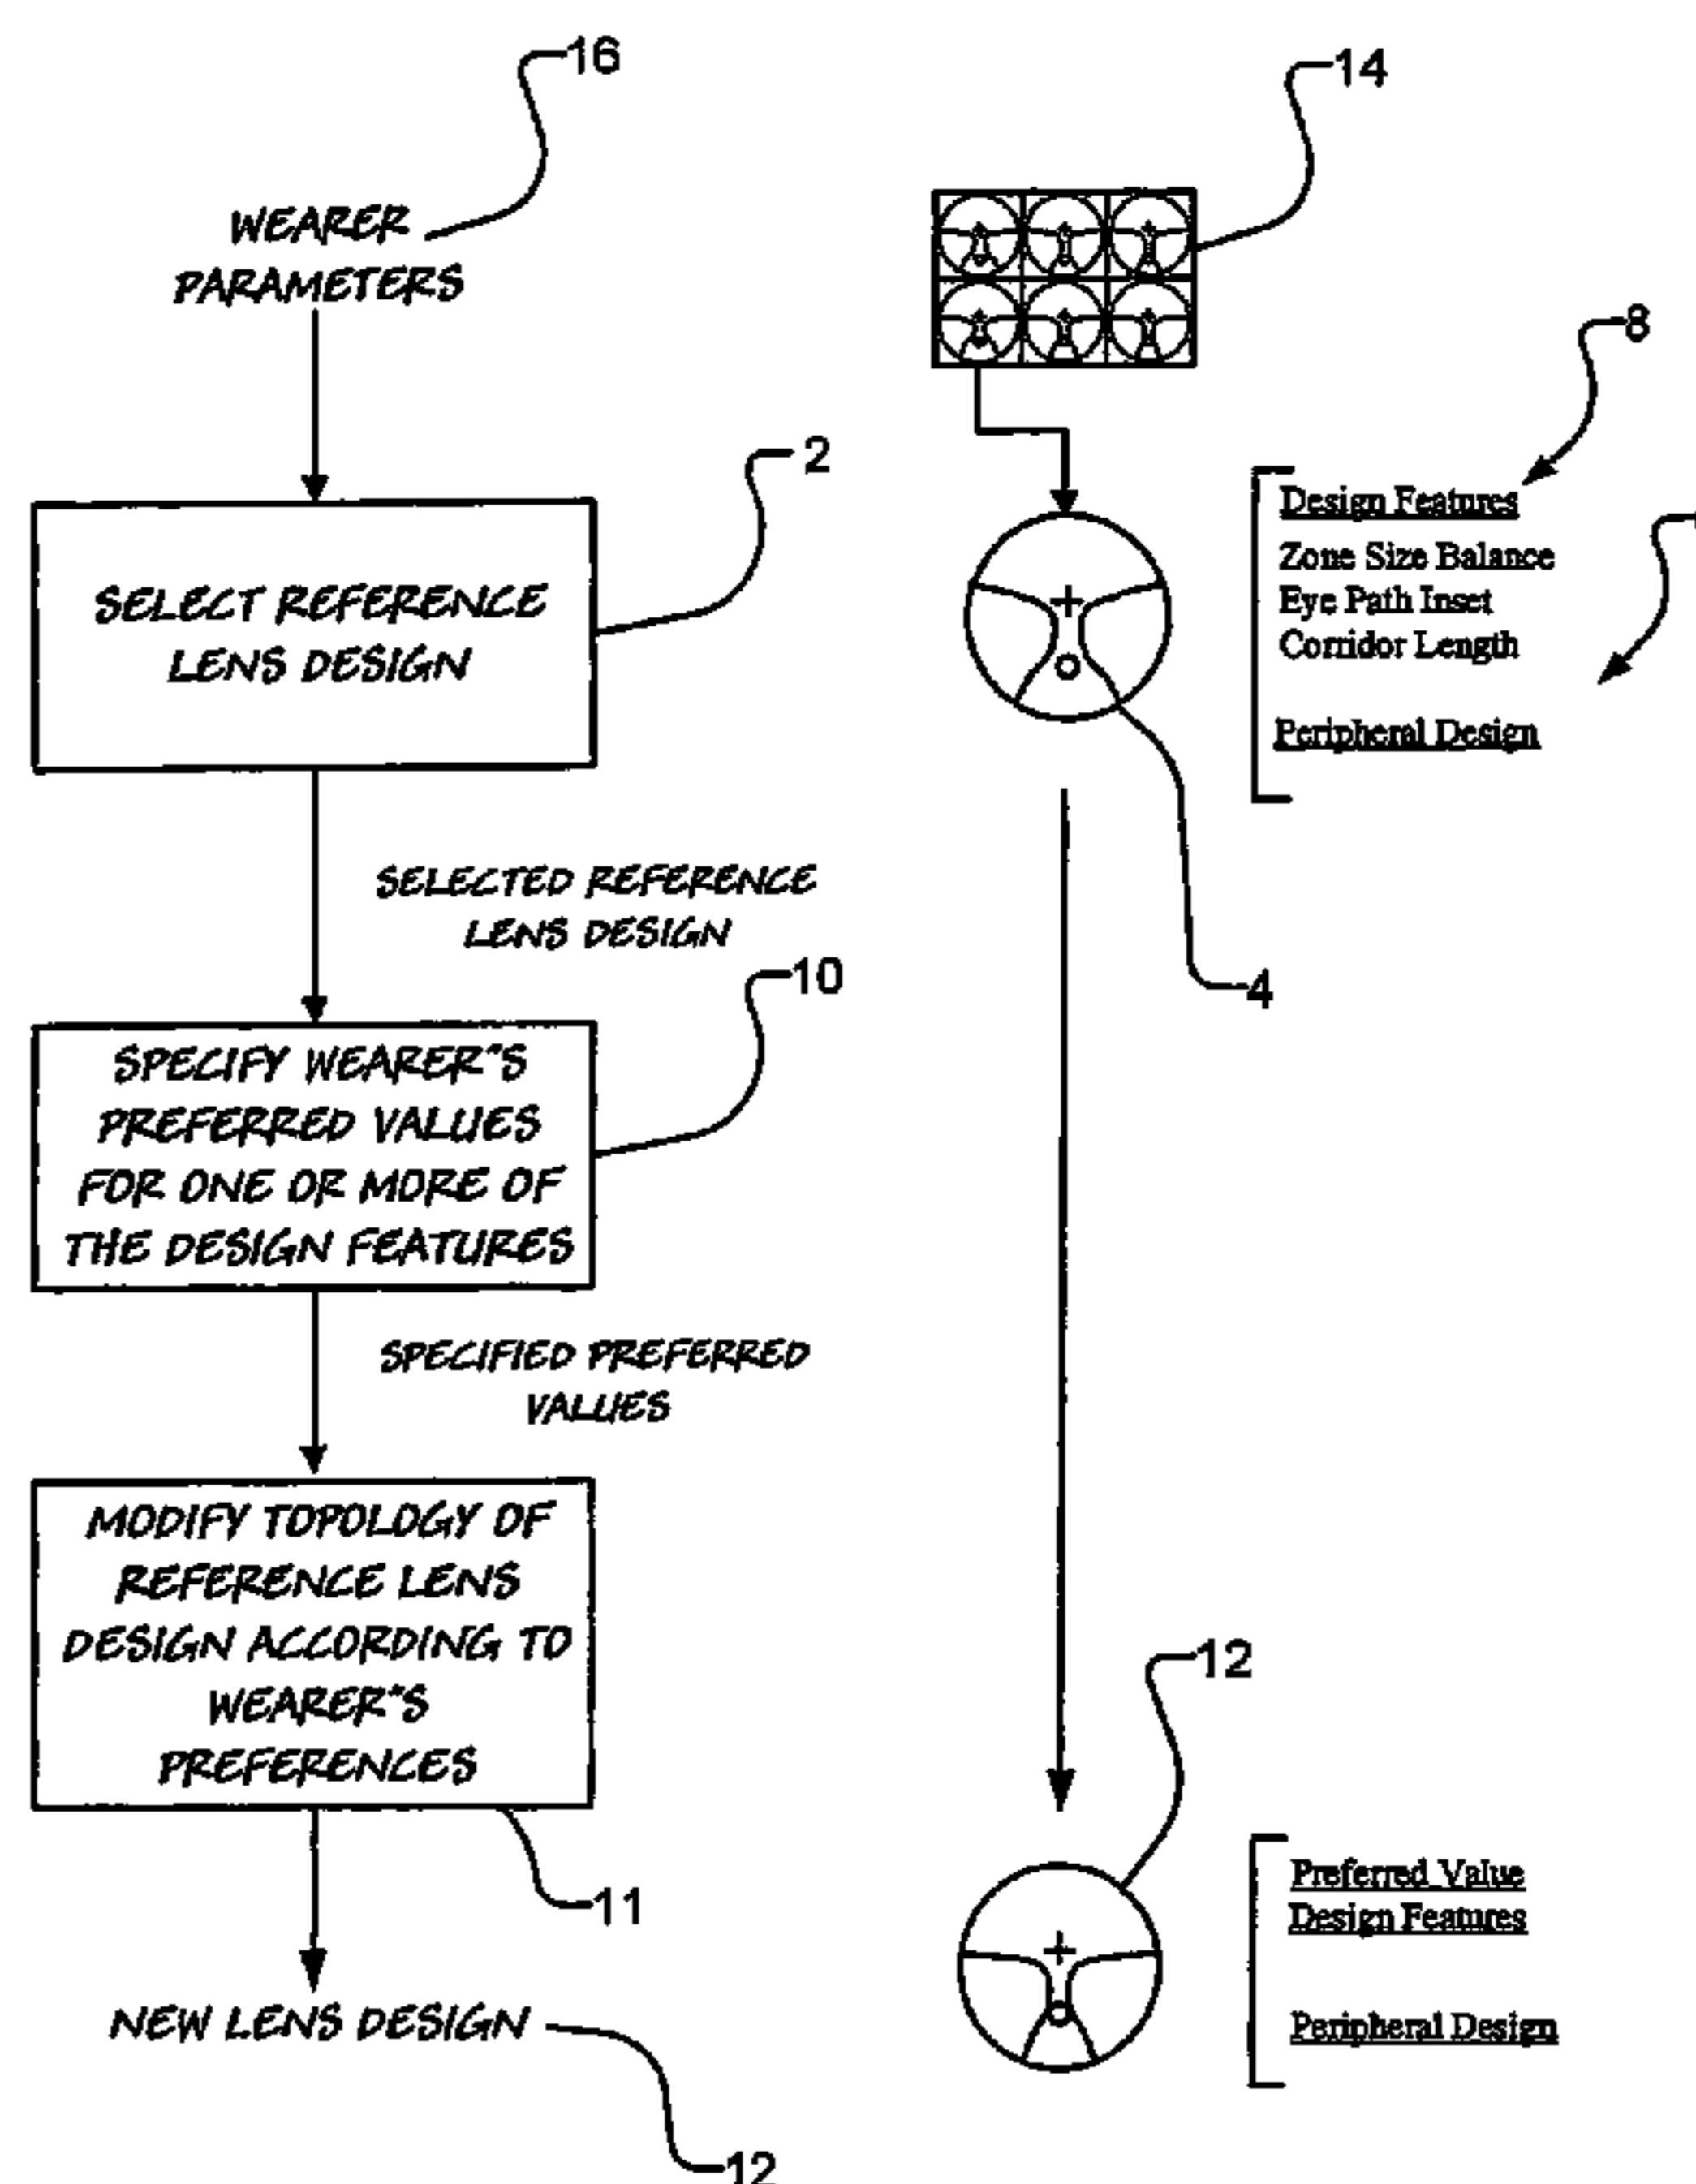 16
14
WEARER
PARAMETERS
8
2
Design Features
Zone Size Balance
Eye Path Inset
Corridor Length
SELECT REFERENCE
LENS DESIGN
Peripheral Design
SELECTED REFERENCE
LENS DESIGN
10
4
SPECIFY WEARER"S
PREFERRED VALUES
FOR ONE OR MORE OF
THE DESIGN FEATURES
SPECIFIED PREFERRED
VALUES
MODIFY TOPOLOGY OF
REFERENCE LENS
DESIGN ACCORDING TO
WEARER"S
PREFERENCES
12
11
Preferred Value
Design Features
NEW LENS DESIGN
Peripheral Design
12